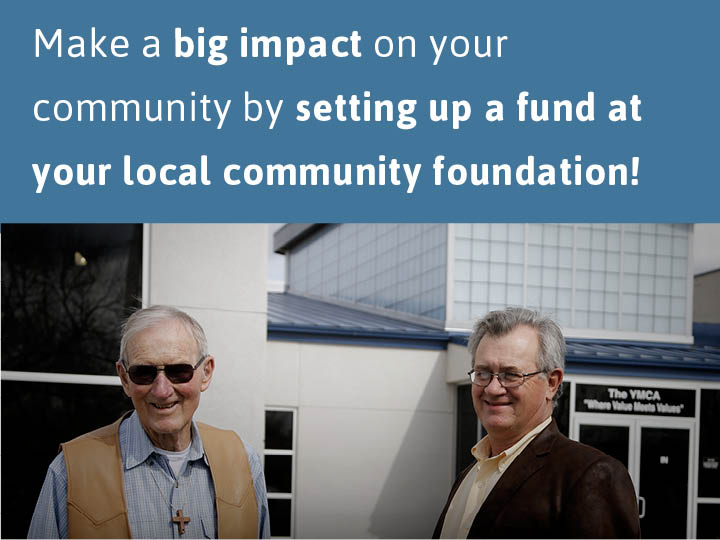 Make a big impact on your
community by setting up a fund at
your local community foundation!
The YMCA
"Where Value Meets Values"
IN